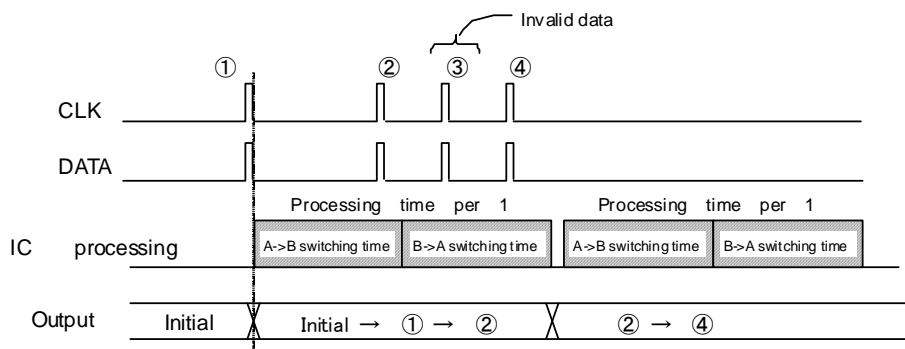 Invalid data
① ② ③ ④
CLK
DATA
Processing time per 1 Processing time per 1
IC processing A->B switching time B->A switching time A->B switching time B->A switching time
Output Initial Initial → ① → ② ② → ④